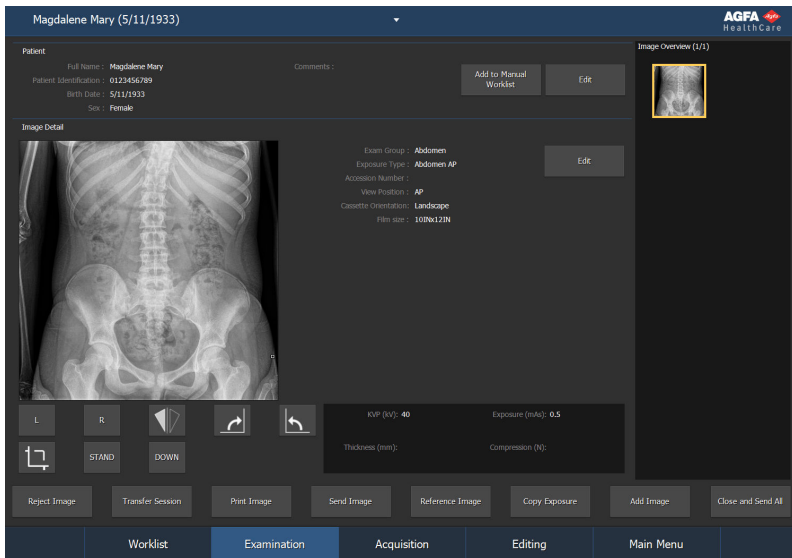 Magdalene Mary (5/11/1933)
AGFA Agfa
HealthCare
Patient
Full Name : Magdalene Mary
Comments :
Patient Identification : 0123456789
Birth Date : 5/11/1933
Sex : Female
Add to Manual
Worklist
Edit
Image Overview (1/1)
Image Detail
Exam Group : Abdomen
Exposure Type : Abdomen AP
Accession Number :
View Position : AP
Cassette Orientation: Landscape
Film size : 10INx12IN
Edit
L
R
STAND
DOWN
KVP (kV): 40
Exposure (mAs): 0.5
Thickness (mm):
Compression (N):
Reject Image
Transfer Session
Print Image
Send Image
Reference Image
Copy Exposure
Add Image
Close and Send All
Worklist
Examination
Acquisition
Editing
Main Menu